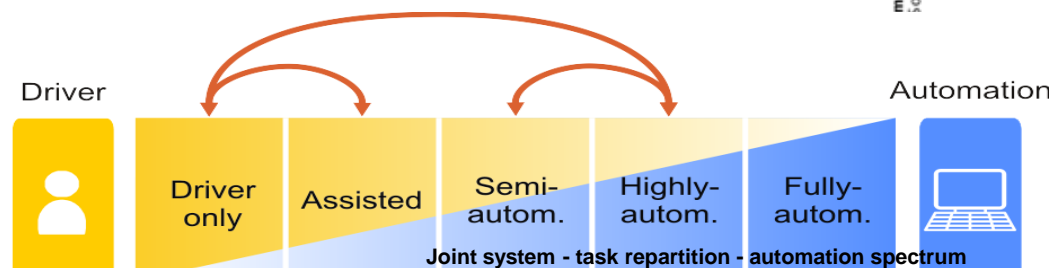 Driver
Automation
Driver
only
Assisted
Semi-
autom.
Highly-
autom.
Fully-
autom.
Joint system - task repartition - automation spectrum